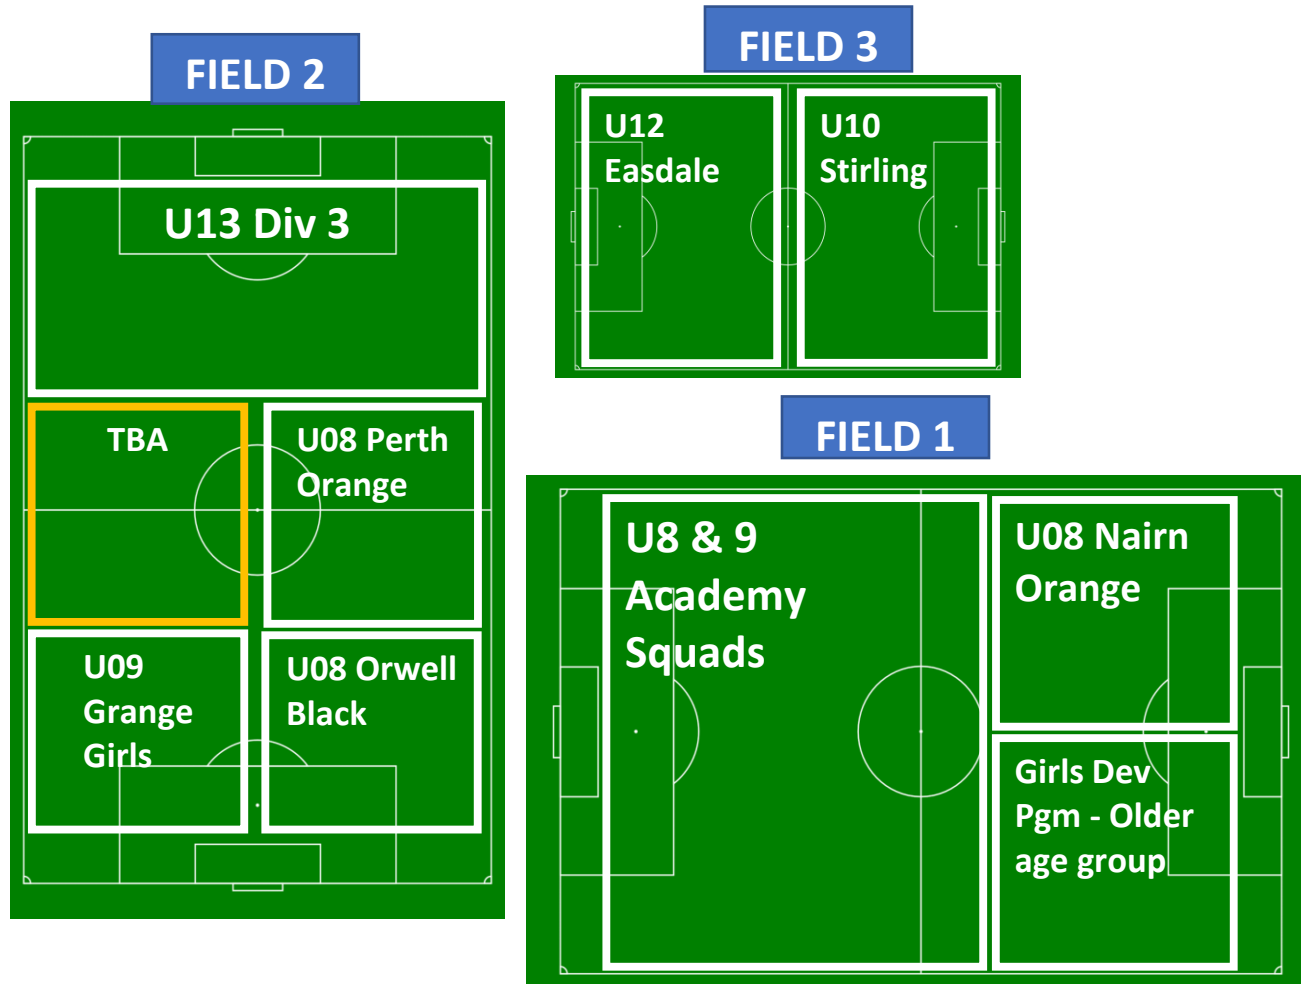 FIELD 2
U13 Div 3
TBA
U08 Perth
Orange
U09
Grange
Girls
U08 Orwell
Black
FIELD 3
U12
Easdale
U10
Stirling
FIELD 1
U8 & 9
Academy
Squads
U08 Nairn
Orange
Girls Dev
Pgm - Older
age group